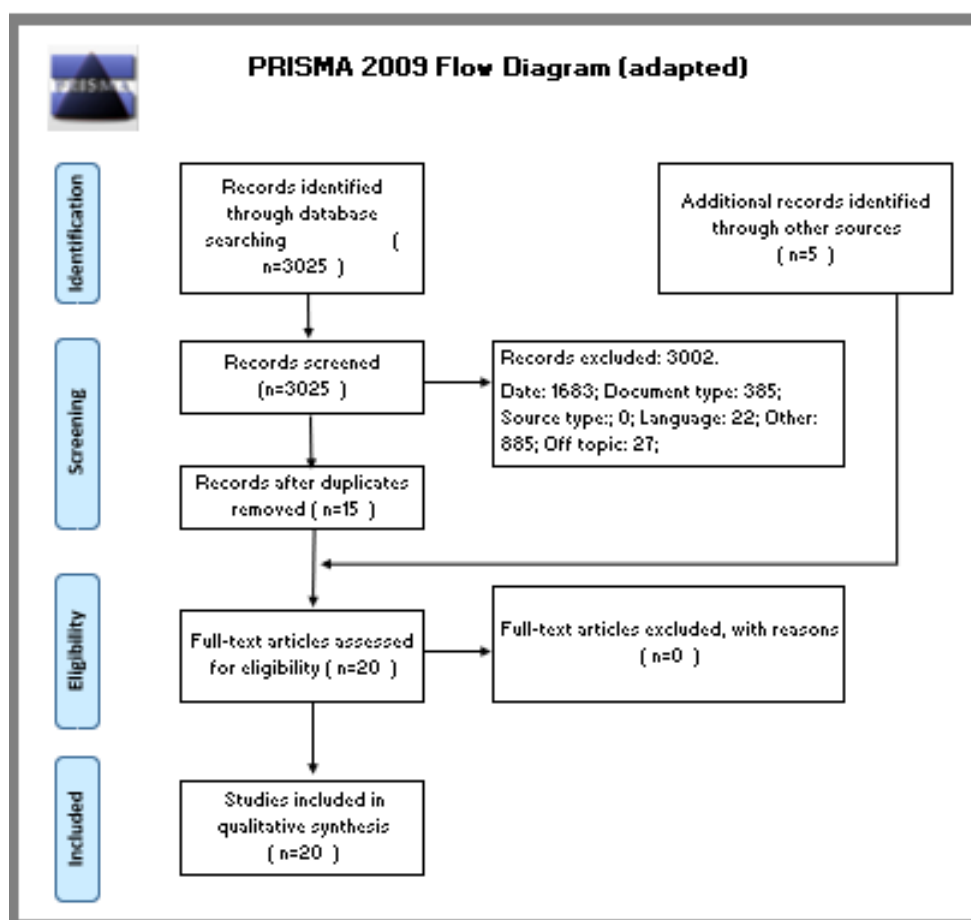 PRISMA
PRISMA 2009 Flow Diagram (adapted)
Identification
Records identified
through database
searching (
n=3025 )
Additional records identified
through other sources
( n=5 )
Screening
Records screened
(n=3025 )
Records excluded: 3002.
Date: 1683; Document type: 385;
Source type:; 0; Language: 22; Other:
885; Off topic: 27;
Records after duplicates
removed ( n=15 )
Eligibility
Full-text articles assessed
for eligibility ( n=20 )
Full-text articles excluded, with reasons
( n=0 )
Included
Studies included in
qualitative synthesis
( n=20 )